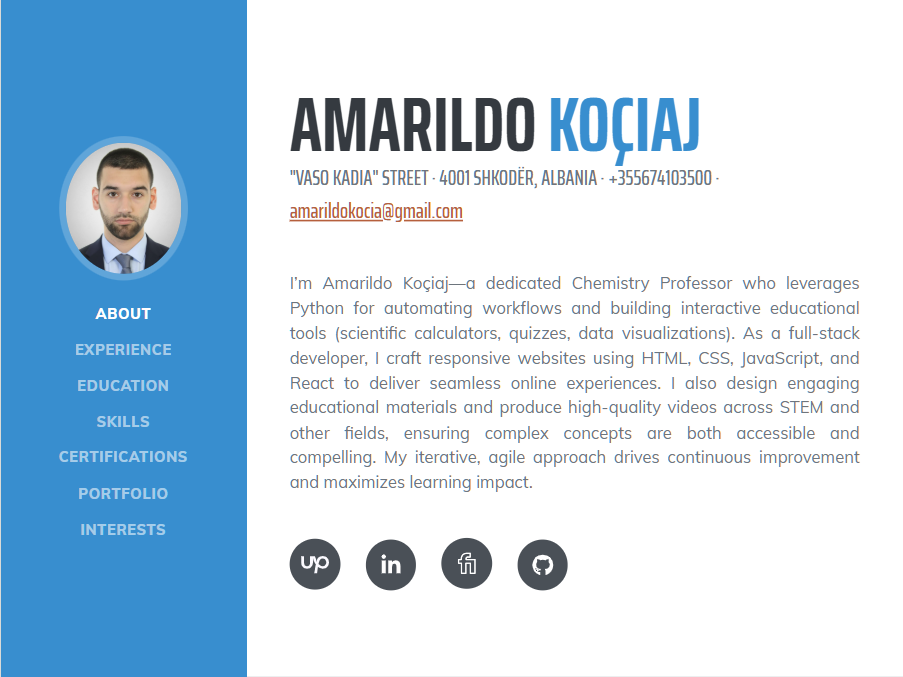 AMARILDO KOÇIAJ
"VASO KADIA" STREET · 4001 SHKODËR, ALBANIA · +355674103500 ·
amarildokocia@gmail.com
I’m Amarildo Koçiaj—a dedicated Chemistry Professor who leverages
Python for automating workflows and building interactive educational
tools (scientific calculators, quizzes, data visualizations). As a full-stack
developer, I craft responsive websites using HTML, CSS, JavaScript, and
React to deliver seamless online experiences. I also design engaging
educational materials and produce high-quality videos across STEM and
other fields, ensuring complex concepts are both accessible and
compelling. My iterative, agile approach drives continuous improvement
and maximizes learning impact.
ABOUT
EXPERIENCE
EDUCATION
SKILLS
CERTIFICATIONS
PORTFOLIO
INTERESTS
up
in
fi